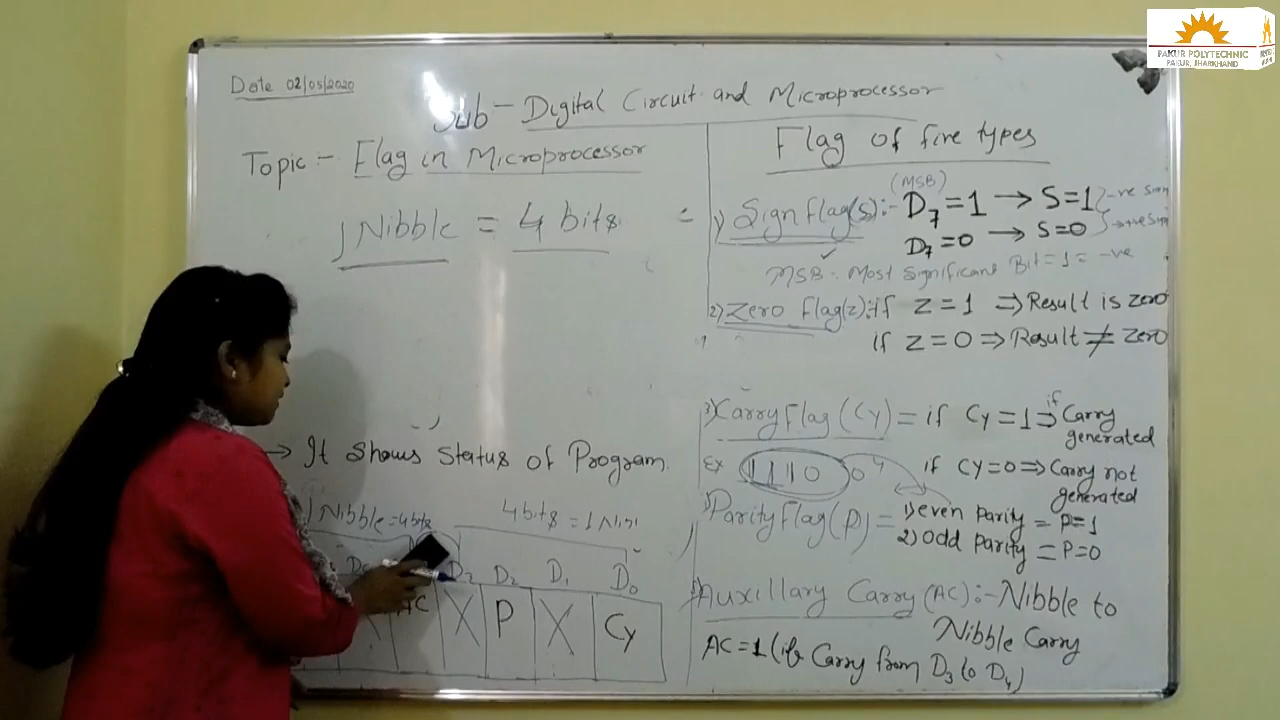 PAKUR POLYTECHNIC
PAKUR, JHARKHAND
Date 02/05/2020
Sub - Digital Circuit and Microprocessor
Topic :- Flag in Microprocessor
1 Nibble = 4 bits
→ It Shows Status of Program.
1 Nibble = 4 bits
4 bits = 1 Ni
D3 D2 D1 D0
X AC X P X Cy
Flag of five types
(MSB)
1) Sign flag(s):- D7 = 1 → S=1 -ve sign
D7 = 0 → S=0 → +ve sign
MSB - Most Significant Bit = 1 = -ve
2) Zero flag(z): if Z = 1 ⇒ Result is zero
if Z = 0 ⇒ Result ≠ zero
3) Carry Flag (Cy) = if Cy = 1 ⇒ if Carry generated
Ex 1110 0 4 if CY=0 ⇒ Carry not generated
Parity Flag (P) = 1) even parity = P=1
2) Odd parity = P=0
Auxillary Carry (AC):- Nibble to
Nibble Carry
AC = 1 (if Carry from D3 to D4)